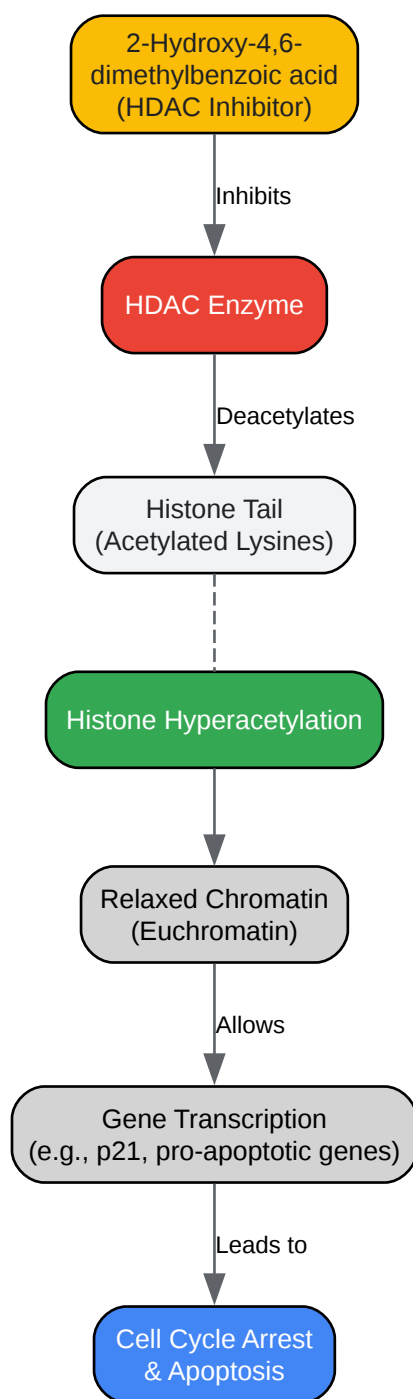 2-Hydroxy-4,6-
dimethylbenzoic acid
(HDAC Inhibitor)
Inhibits
HDAC Enzyme
Deacetylates
Histone Tail
(Acetylated Lysines)
Histone Hyperacetylation
Relaxed Chromatin
(Euchromatin)
Allows
Gene Transcription
(e.g., p21, pro-apoptotic genes)
Leads to
Cell Cycle Arrest
& Apoptosis